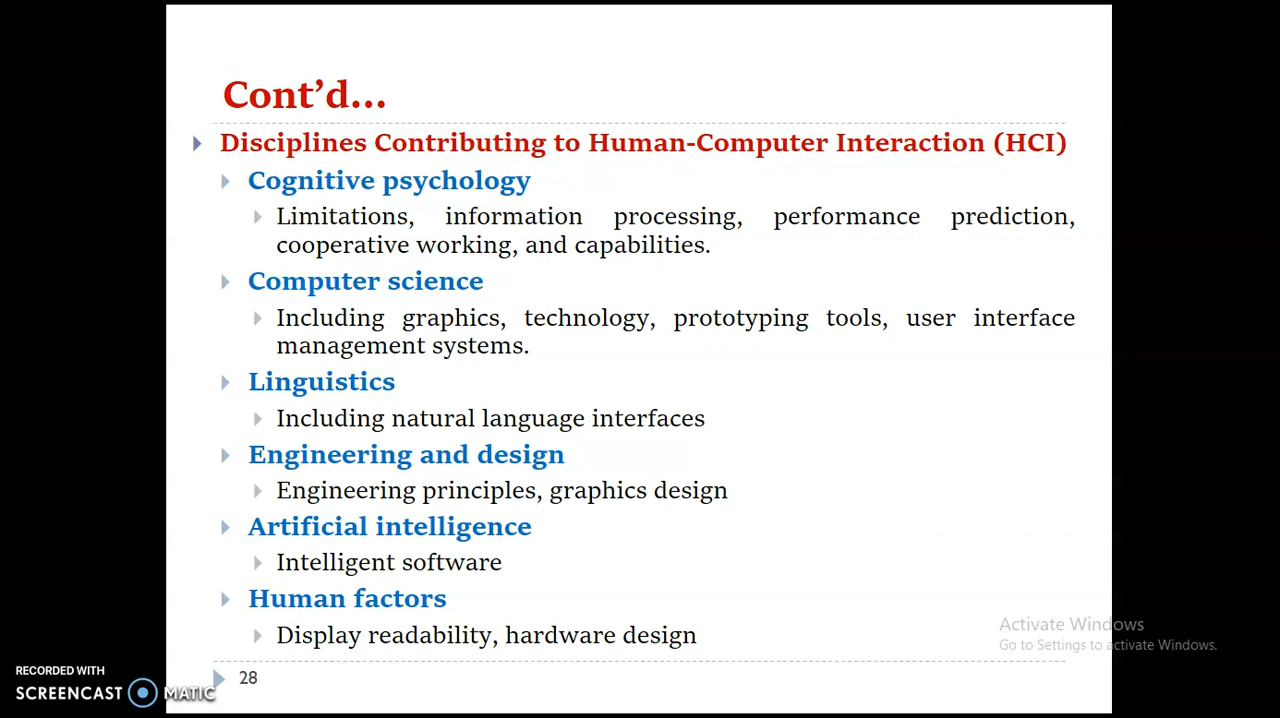 Cont’d...
Disciplines Contributing to Human-Computer Interaction (HCI)
Cognitive psychology
Limitations, information processing, performance prediction,
cooperative working, and capabilities.
Computer science
Including graphics, technology, prototyping tools, user interface
management systems.
Linguistics
Including natural language interfaces
Engineering and design
Engineering principles, graphics design
Artificial intelligence
Intelligent software
Human factors
Display readability, hardware design
Activate Windows
Go to Settings to activate Windows.
28
RECORDED WITH
SCREENCAST MATIC